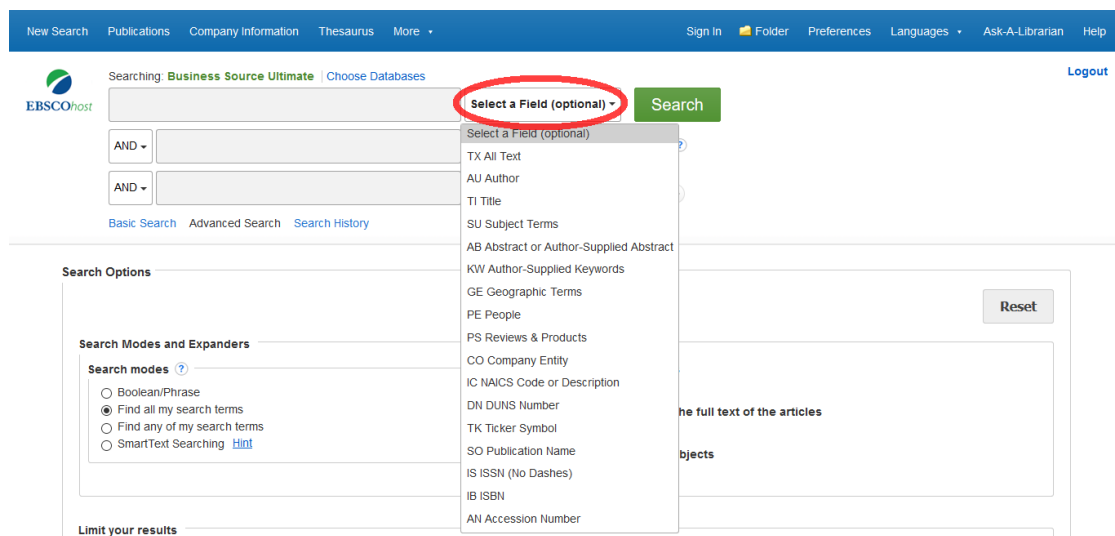 New Search Publications Company Information Thesaurus More Sign In Folder Preferences Languages Ask-A-Librarian Help
Logout
Searching: Business Source Ultimate Choose Databases
EBSCOhost
Select a Field (optional) Search
Select a Field (optional)
AND
?
TX All Text
AU Author
AND
TI Title
Basic Search Advanced Search Search History
SU Subject Terms
AB Abstract or Author-Supplied Abstract
KW Author-Supplied Keywords
GE Geographic Terms
PE People
PS Reviews & Products
CO Company Entity
IC NAICS Code or Description
DN DUNS Number
TK Ticker Symbol
SO Publication Name
IS ISSN (No Dashes)
IB ISBN
AN Accession Number
Search Options
Reset
Search Modes and Expanders
Search modes ?
Boolean/Phrase
Find all my search terms
Find any of my search terms
SmartText Searching Hint
he full text of the articles
bjects
Limit your results